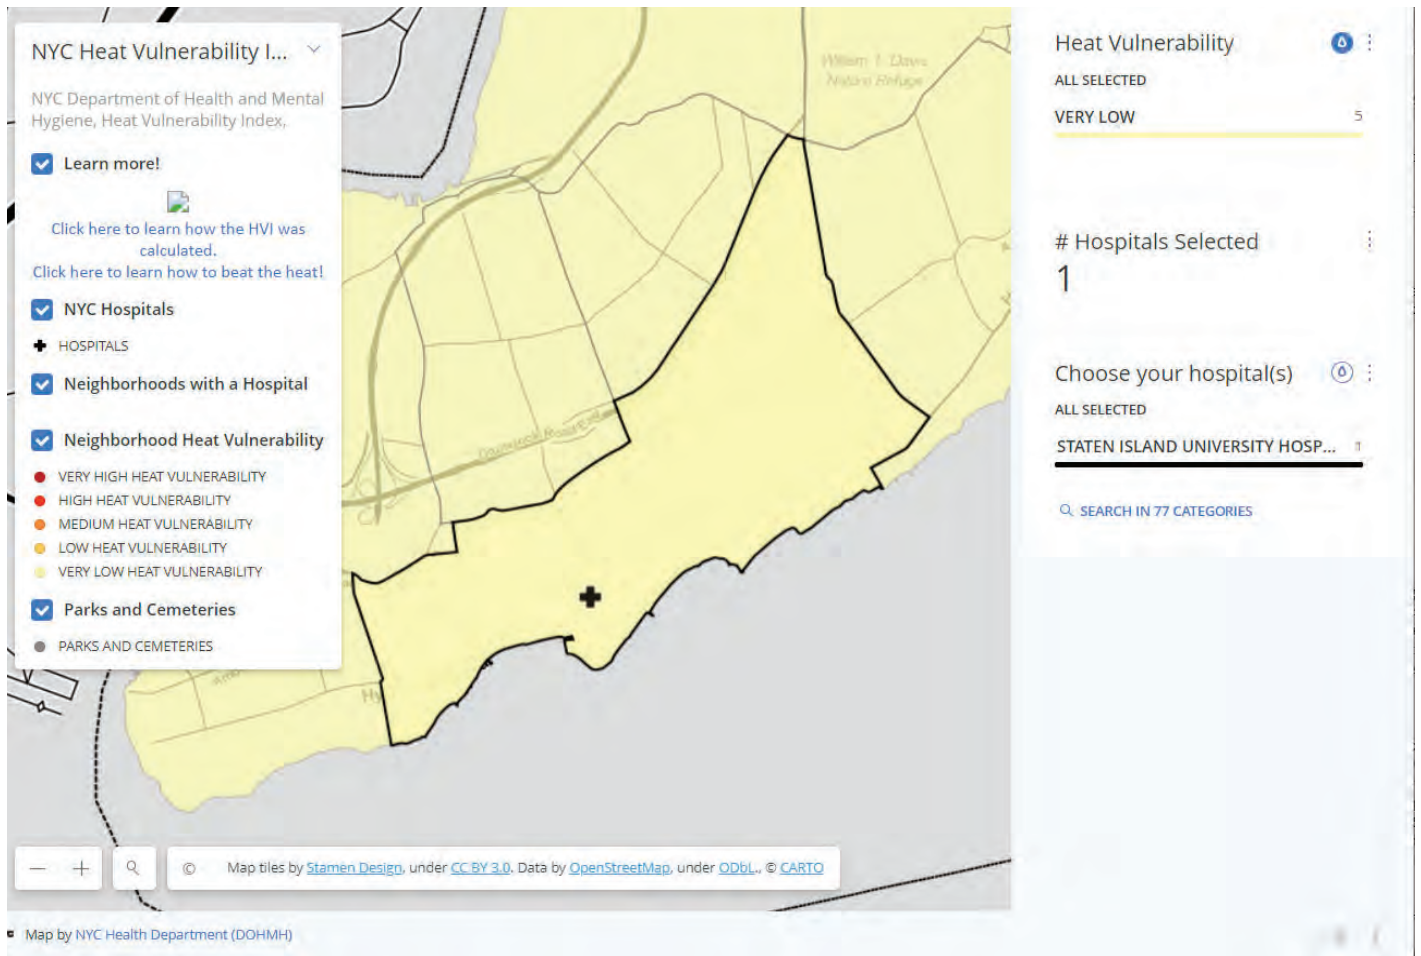 NYC Heat Vulnerability I...
NYC Department of Health and Mental
Hygiene, Heat Vulnerability Index,
Learn more!
Click here to learn how the HVI was
calculated.
Click here to learn how to beat the heat!
NYC Hospitals
HOSPITALS
Neighborhoods with a Hospital
Neighborhood Heat Vulnerability
VERY HIGH HEAT VULNERABILITY
HIGH HEAT VULNERABILITY
MEDIUM HEAT VULNERABILITY
LOW HEAT VULNERABILITY
VERY LOW HEAT VULNERABILITY
Parks and Cemeteries
PARKS AND CEMETERIES
Nature Refuge
Hy
© Map tiles by Stamen Design, under CC BY 3.0. Data by OpenStreetMap, under ODbL., © CARTO
Map by NYC Health Department (DOHMH)
Heat Vulnerability
ALL SELECTED
VERY LOW 5
# Hospitals Selected
1
Choose your hospital(s)
ALL SELECTED
STATEN ISLAND UNIVERSITY HOSP... 1
SEARCH IN 77 CATEGORIES